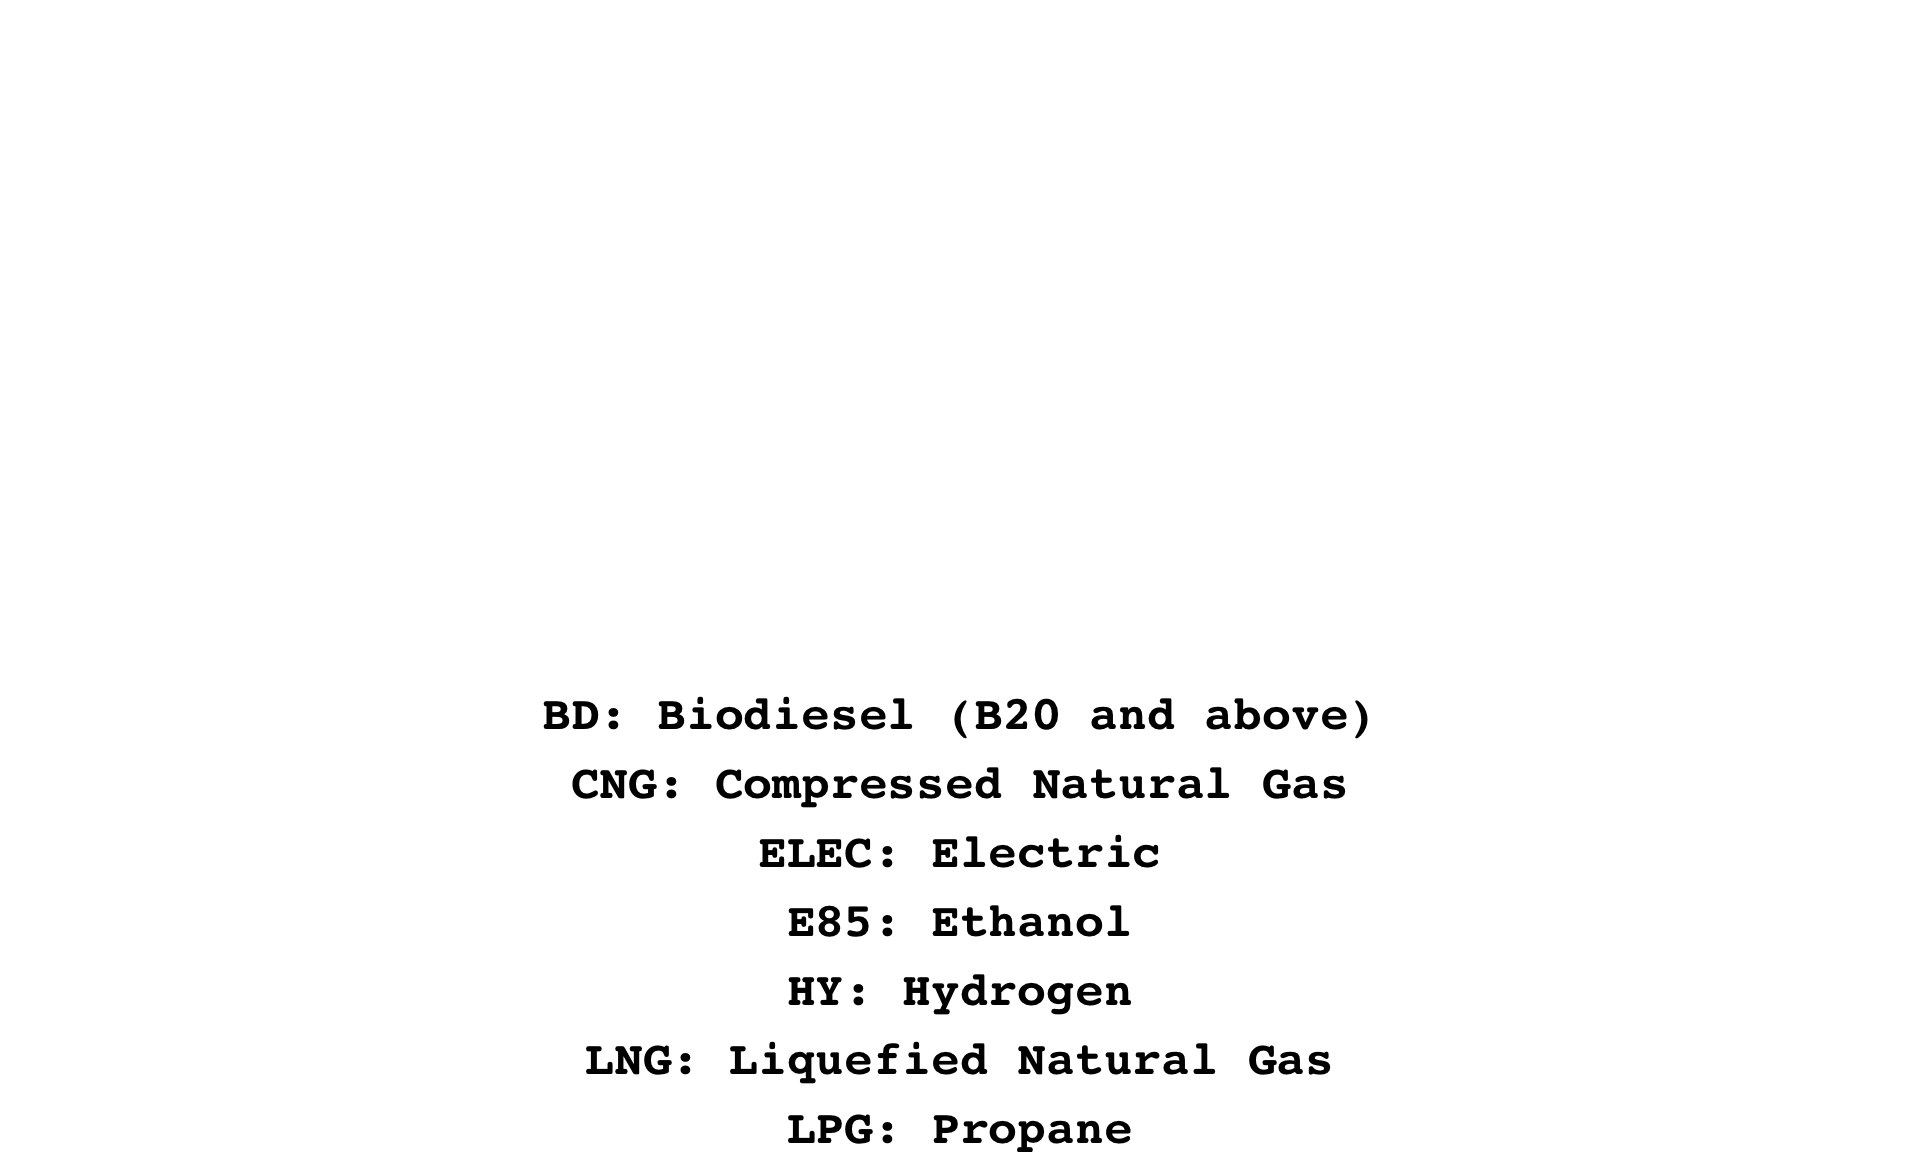 BD: Biodiesel (B20 and above)
CNG: Compressed Natural Gas
ELEC: Electric
E85: Ethanol
HY: Hydrogen
LNG: Liquefied Natural Gas
LPG: Propane